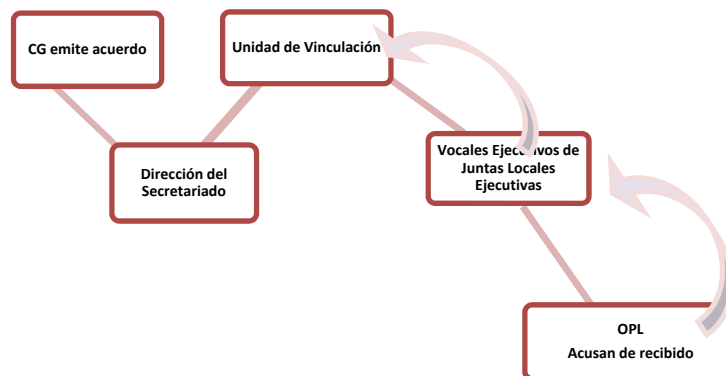 CG emite acuerdo
Unidad de Vinculación
Dirección del
Secretariado
Vocales Ejecutivos de
Juntas Locales
Ejecutivas
OPL
Acusan de recibido